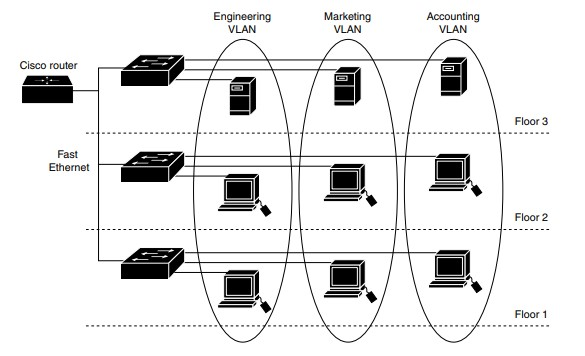 Engineering
VLAN
Marketing
VLAN
Accounting
VLAN
Cisco router
Floor 3
Fast
Ethernet
Floor 2
Floor 1